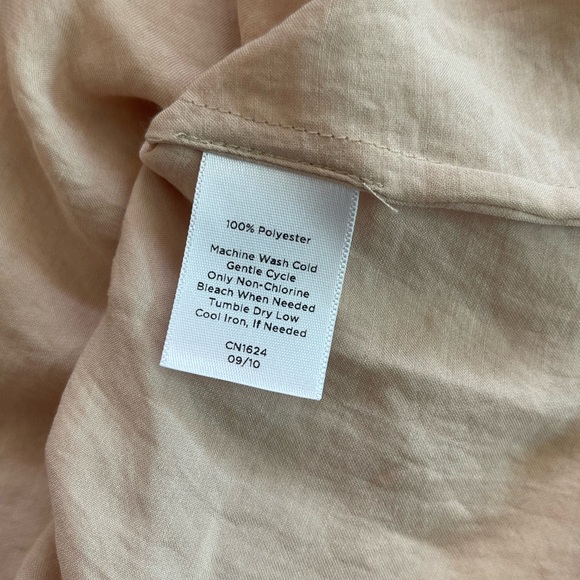 100% Polyester
Machine Wash Cold
Gentle Cycle
Only Non-Chlorine
Bleach When Needed
Tumble Dry Low
Cool Iron, If Needed
CN1624
09/10